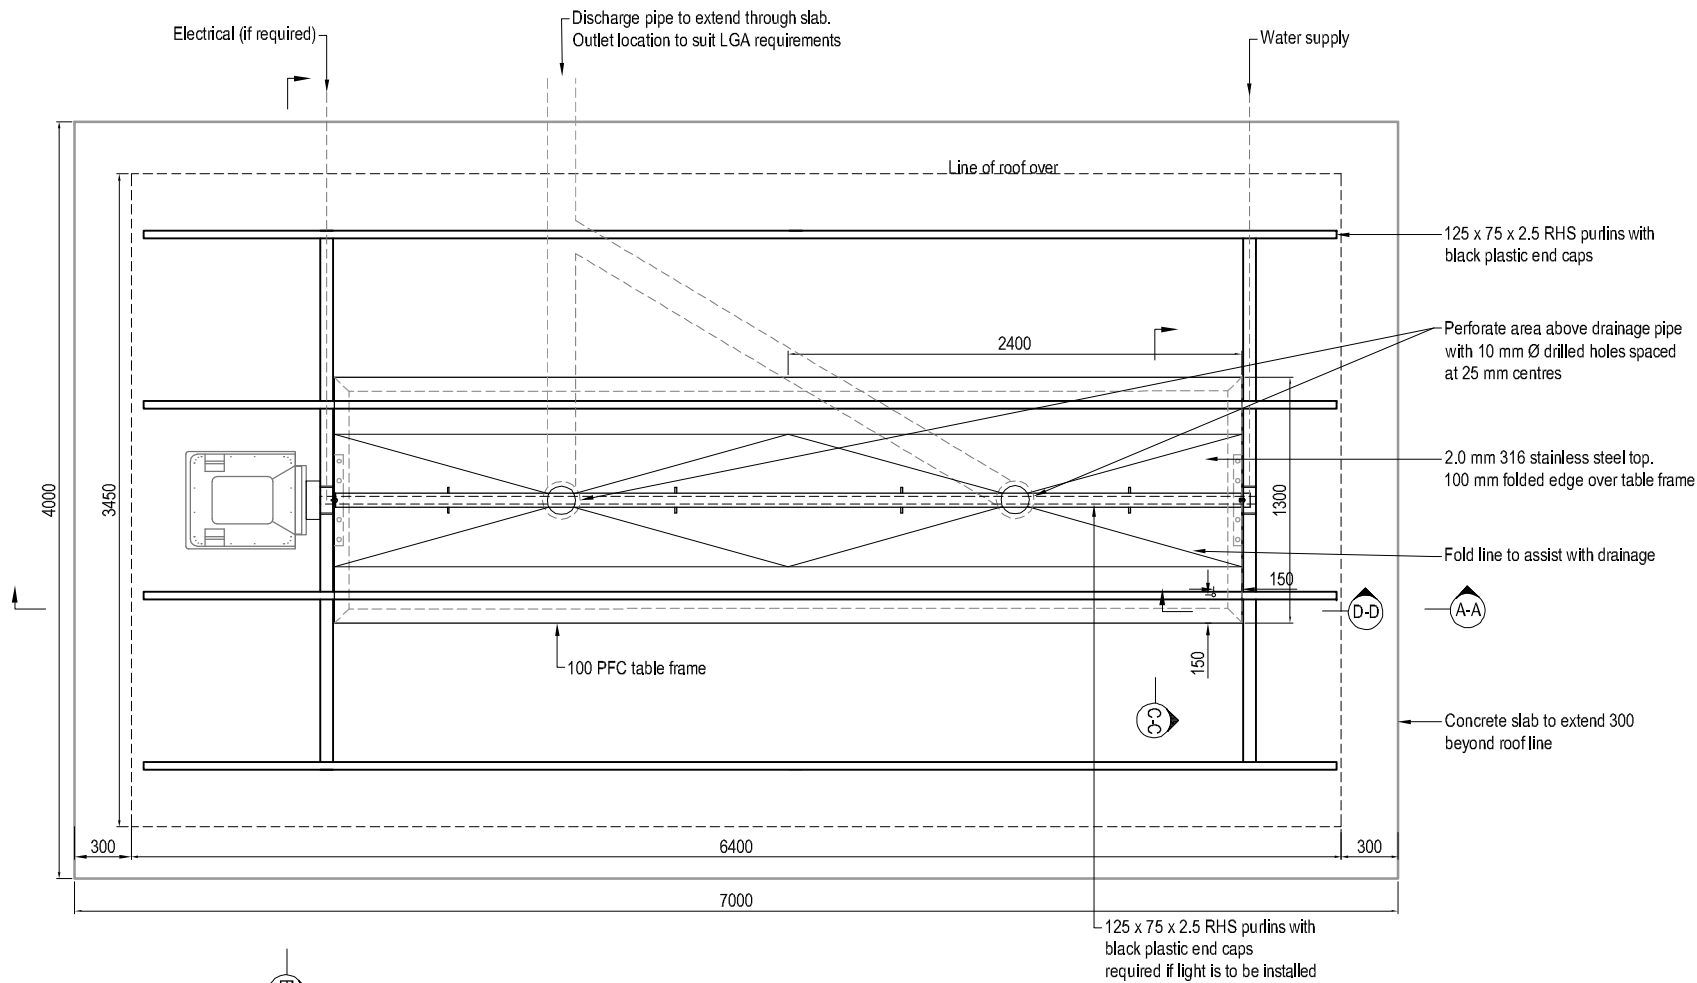 Discharge pipe to extend through slab.
Outlet location to suit LGA requirements
Electrical (if required)
Water supply
Line of roof over
125 x 75 x 2.5 RHS purlins with
black plastic end caps
Perforate area above drainage pipe
with 10 mm Ø drilled holes spaced
at 25 mm centres
2400
2.0 mm 316 stainless steel top.
100 mm folded edge over table frame
4000
3450
1300
Fold line to assist with drainage
150
D-D
A-A
100 PFC table frame
150
C-C
Concrete slab to extend 300
beyond roof line
300
6400
300
7000
125 x 75 x 2.5 RHS purlins with
black plastic end caps
required if light is to be installed